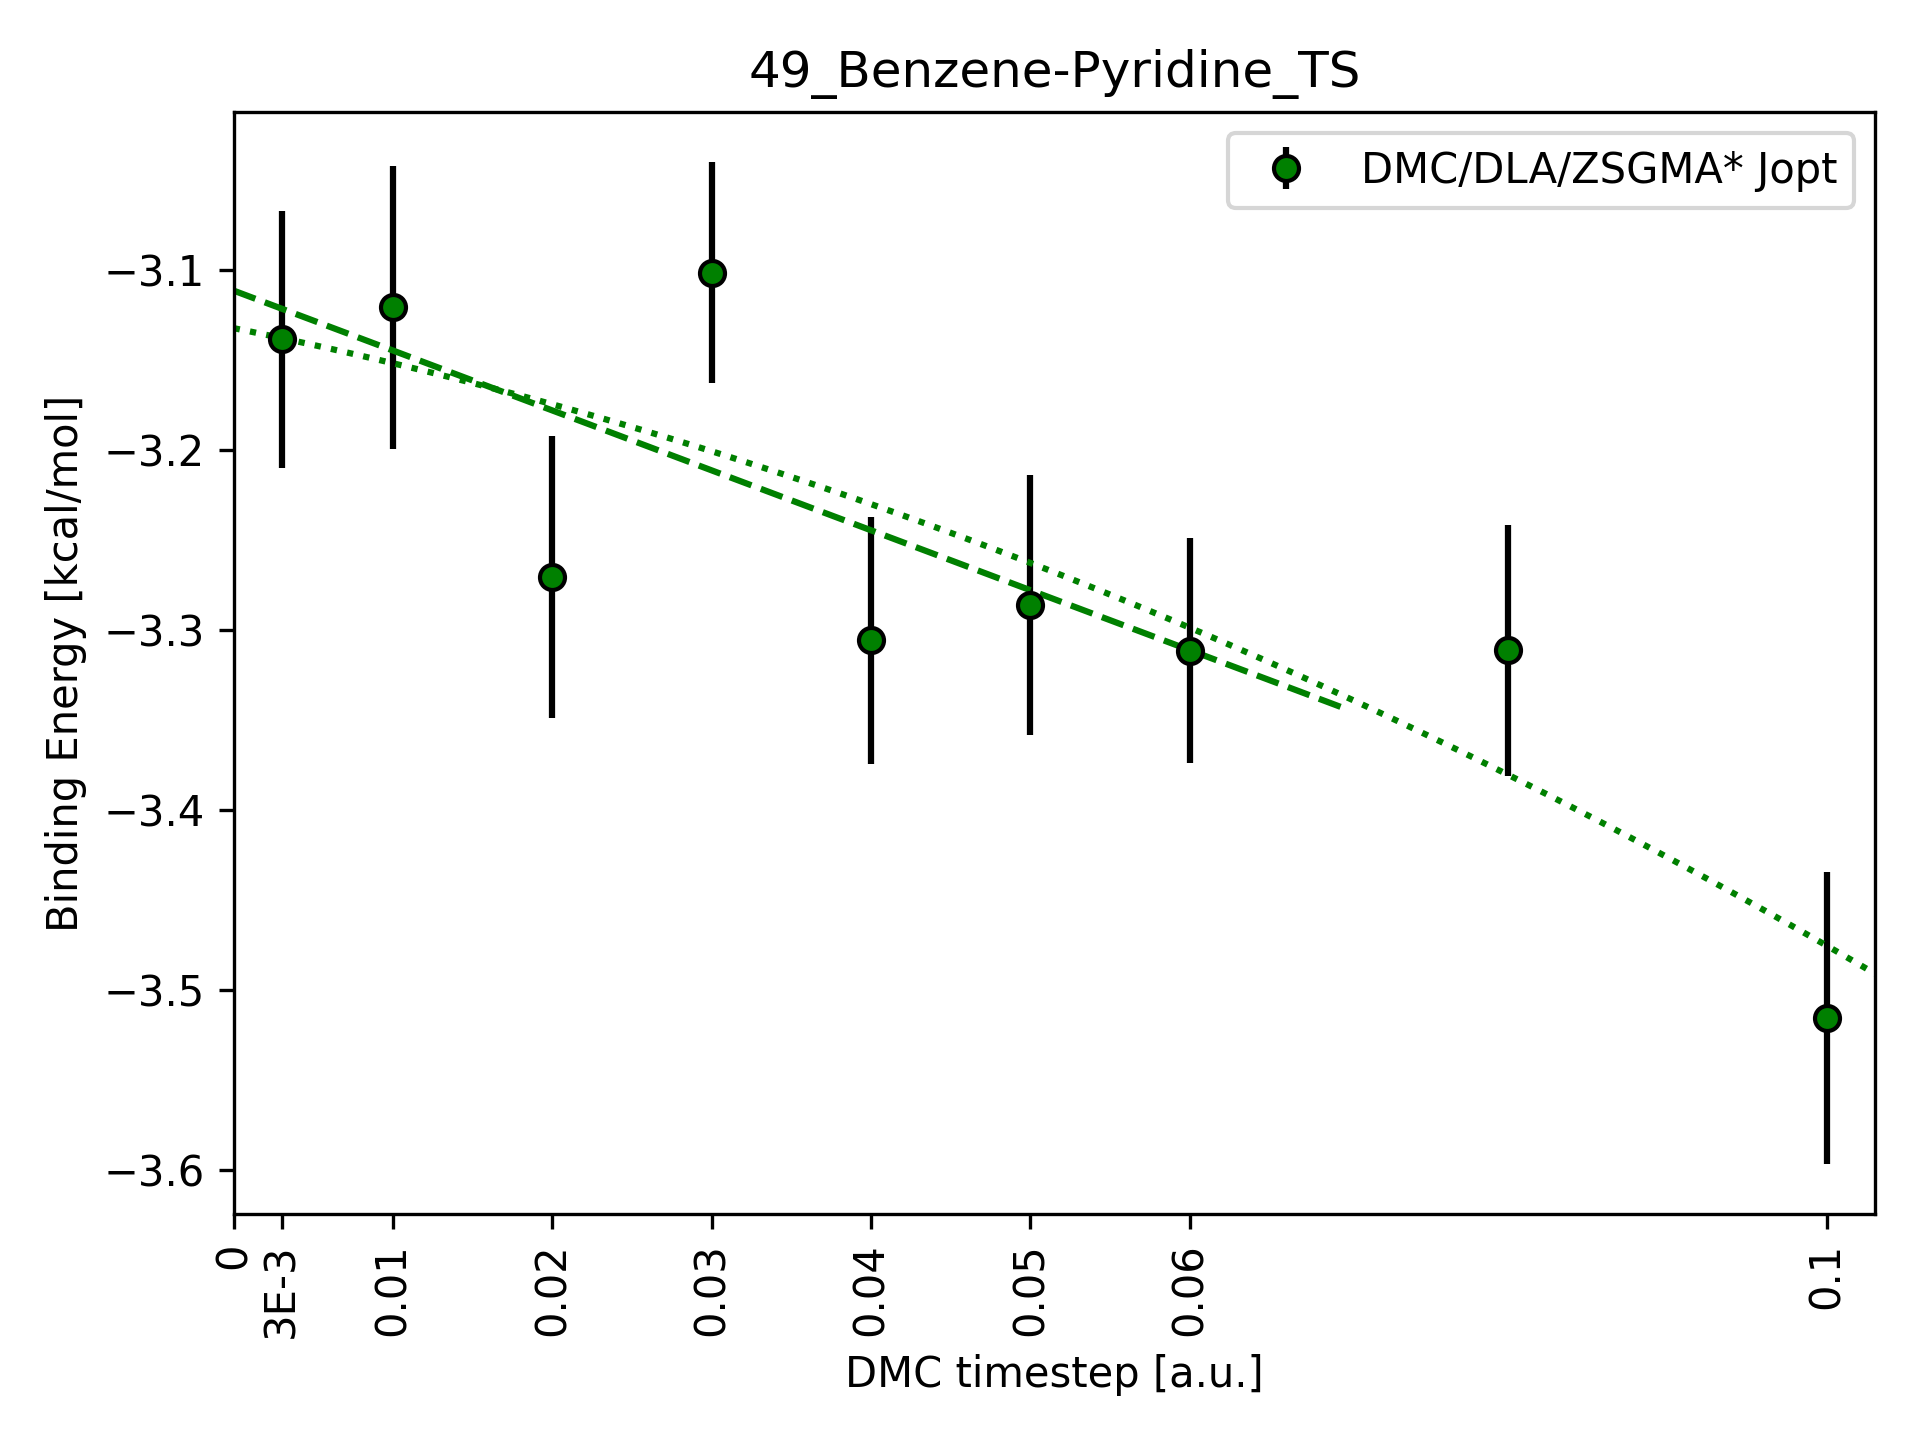 49_Benzene-Pyridine_TS
DMC/DLA/ZSGMA* Jopt
Binding Energy [kcal/mol]
−3.1
−3.2
−3.3
−3.4
−3.5
−3.6
0
3E-3
0.01
0.02
0.03
0.04
0.05
0.06
0.1
DMC timestep [a.u.]